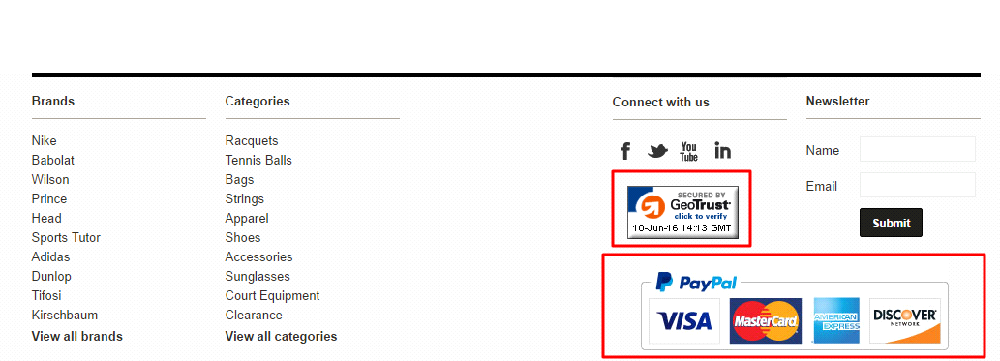 Brands
Nike
Babolat
Wilson
Prince
Head
Sports Tutor
Adidas
Dunlop
Tifosi
Kirschbaum
View all brands
Categories
Racquets
Tennis Balls
Bags
Strings
Apparel
Shoes
Accessories
Sunglasses
Court Equipment
Clearance
View all categories
Connect with us
f
You
Tube
in
SECURED BY
GeoTrust
click to verify
10-Jun-16 14:13 GMT
PayPal
VISA
MasterCard
AMERICAN
EXPRESS
DISCOVER
NETWORK
Newsletter
Name
Email
Submit